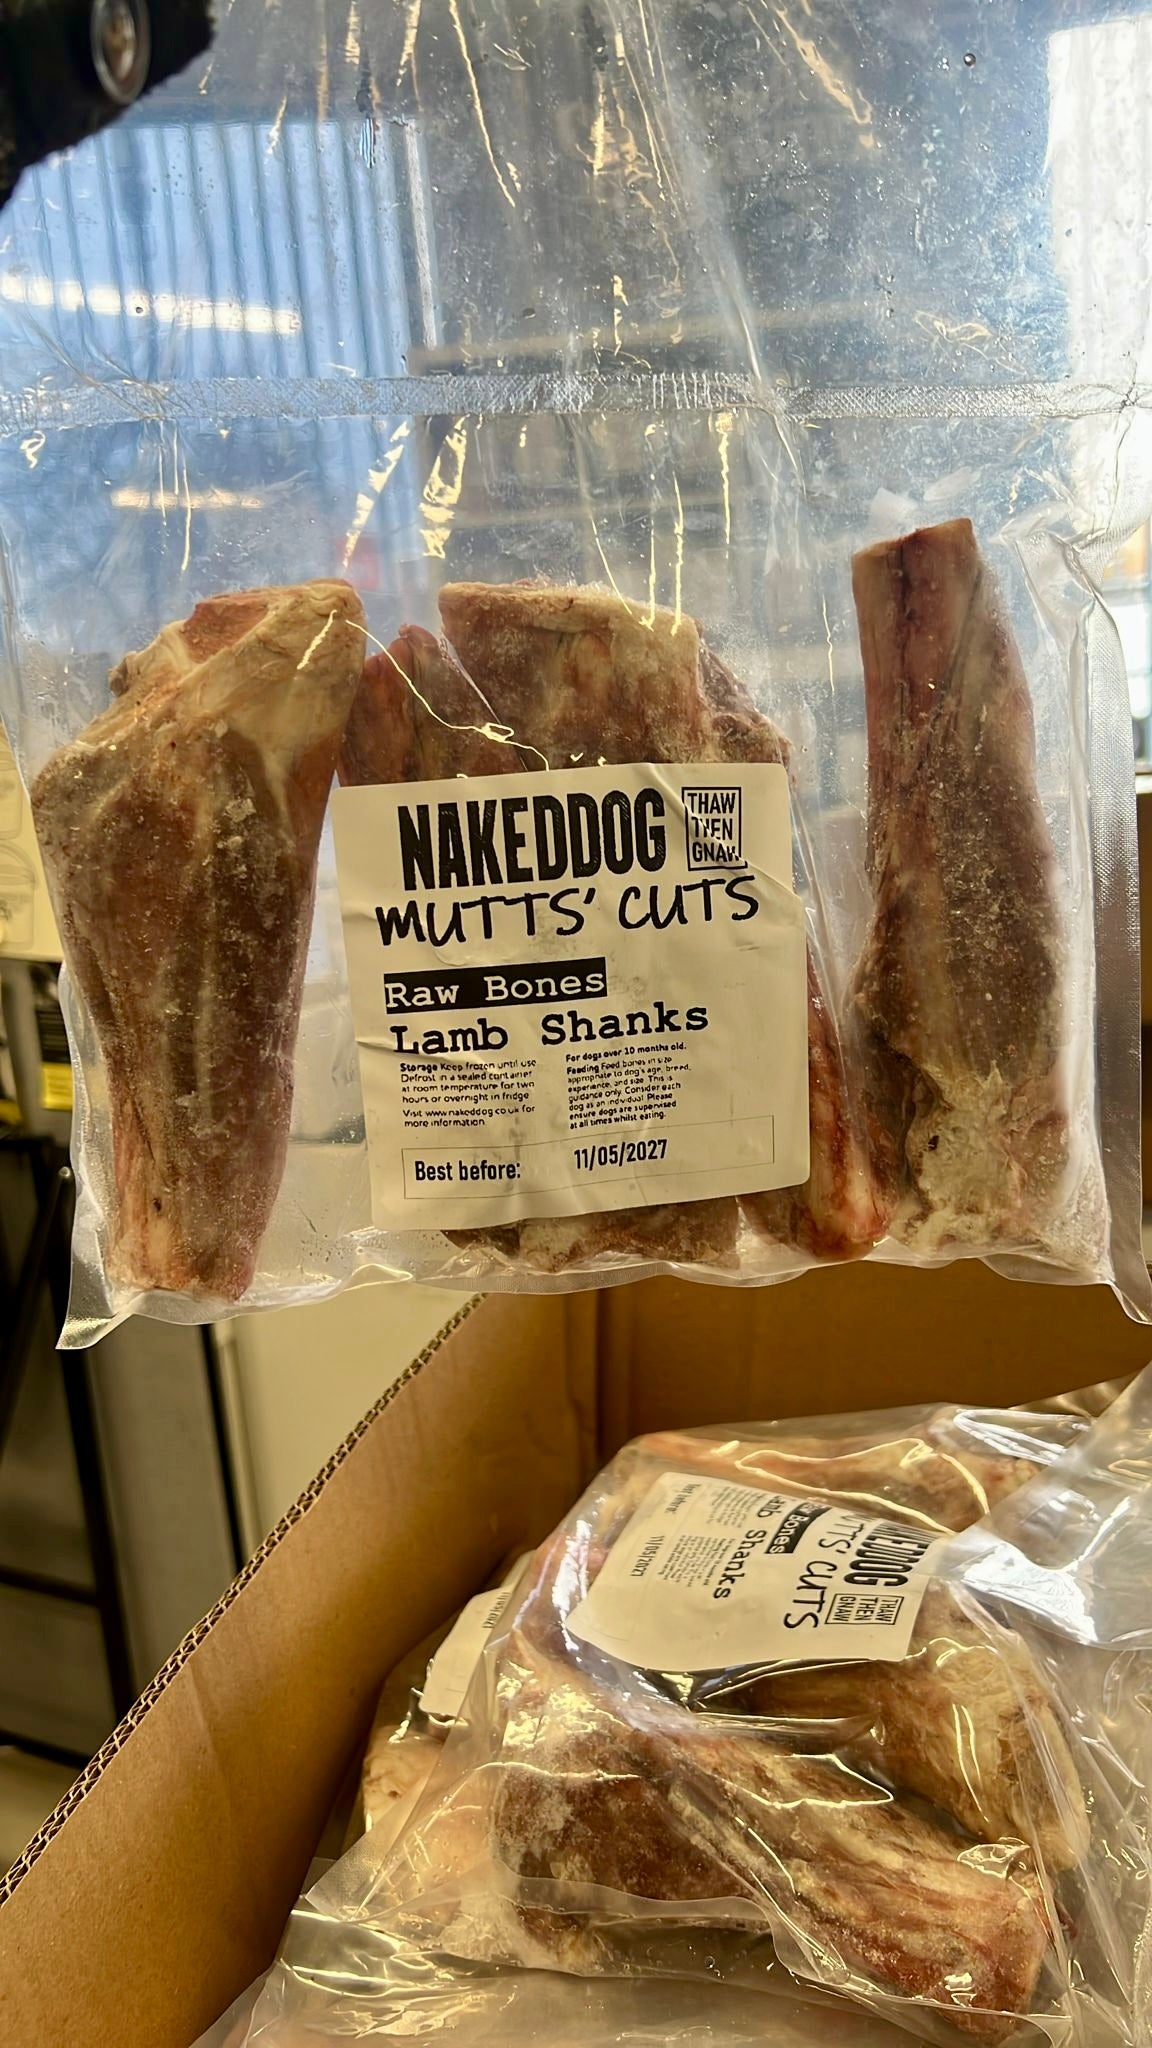 NAKEDDOG
THAW
THEN
GNAW
MUTTS' CUTS
Raw Bones
Lamb Shanks
Storage Keep frozen until use
Defrost in a sealed container
at room temperature for two
hours or overnight in fridge
Visit www.nakeddog.co.uk for
more information
For dogs over 10 months old.
Feeding Feed bones in size
appropriate to dog's age, breed,
experience, and size. This is
guidance only. Consider each
dog as an individual. Please
ensure dogs are supervised
at all times whilst eating.
Best before: 11/05/2027
THAW
THEN
GNAW
CUTS
Bones
Shanks
11/05/2027